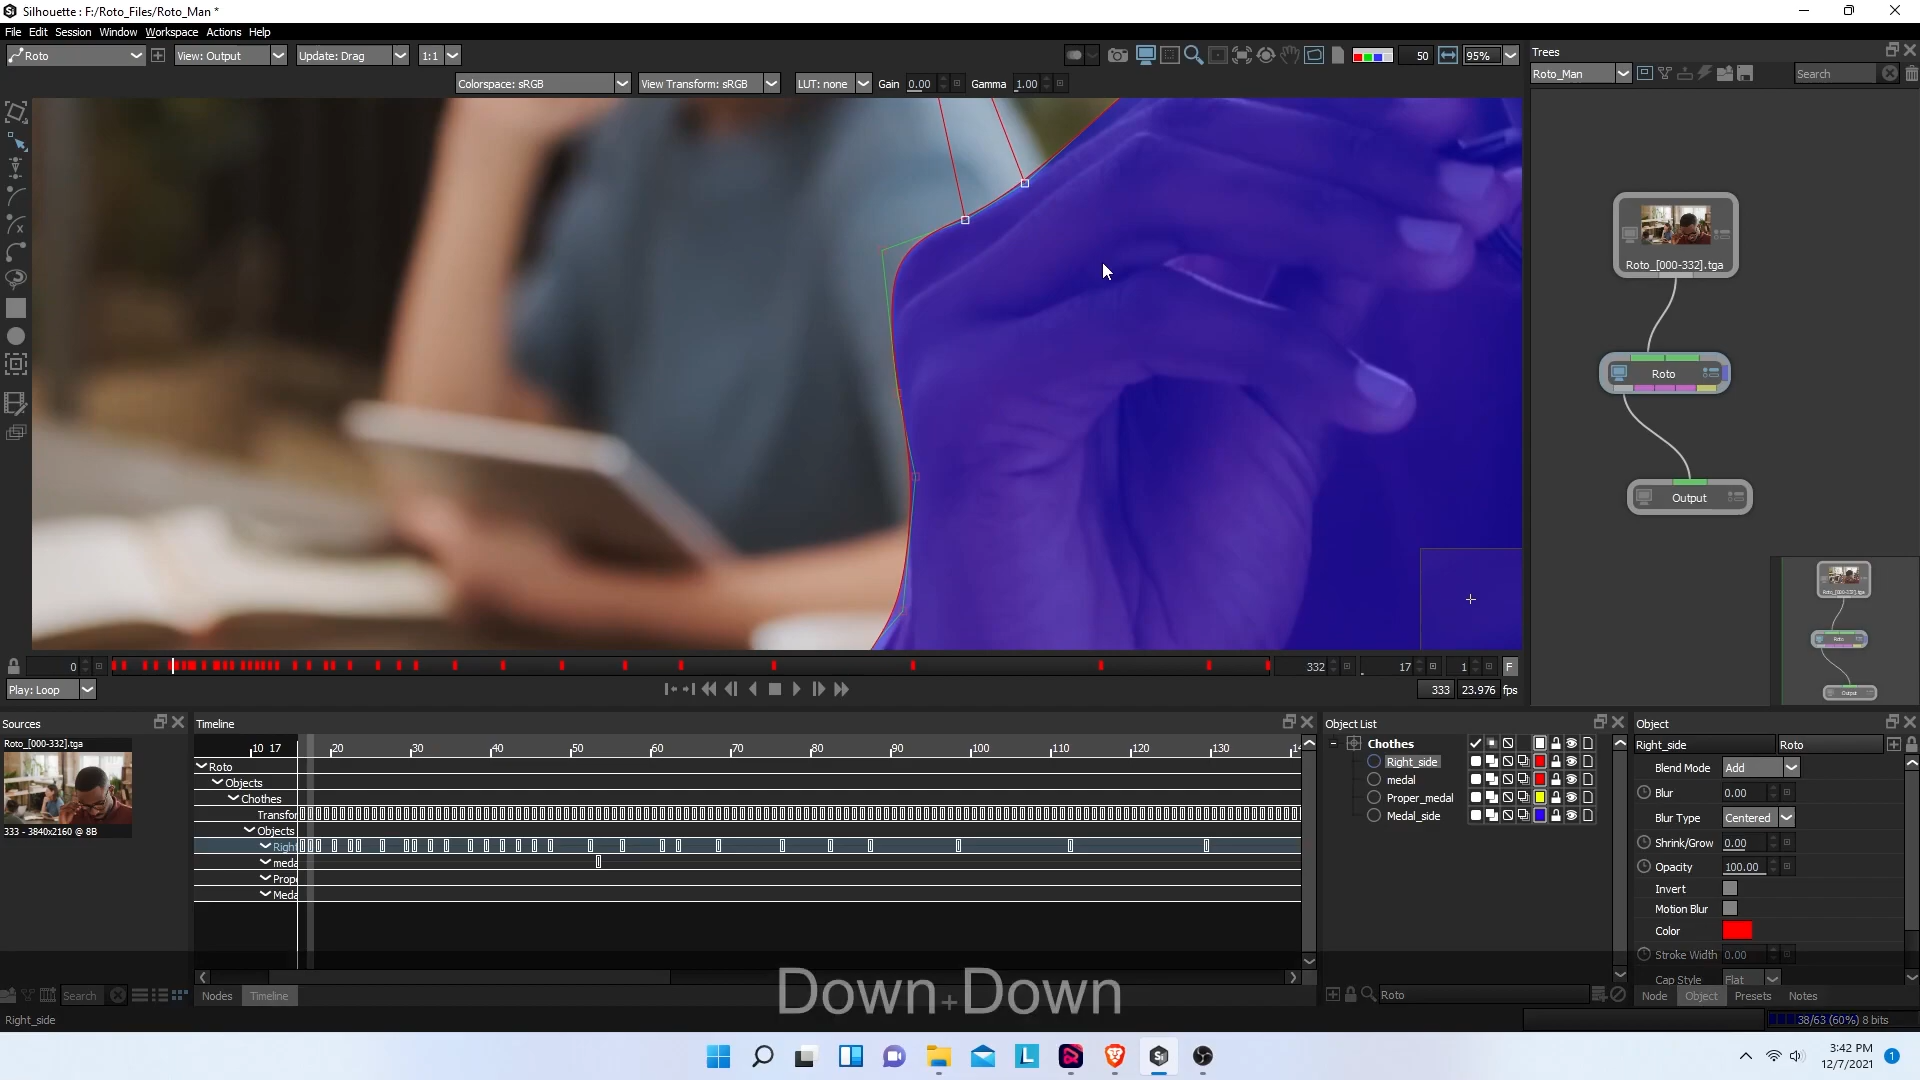 Silhouette : F:/Roto_Files/Roto_Man *
File Edit Session Window Workspace Actions Help
Roto View: Output Update: Drag 1:1 50 95%
Colorspace: sRGB View Transform: sRGB LUT: none Gain 0.00 Gamma 1.00
Trees
Roto_Man Search
Roto_[000-332].tga
Roto
Output
0 332 17 1 F
Play: Loop 333 23.976 fps
Sources
Roto_[000-332].tga
333 - 3840x2160 @ 8B
Search
Timeline
10 17 20 30 40 50 60 70 80 90 100 110 120 130
Roto
Objects
Chothes
Transfor
Objects
Right
meda
Prope
Meda
Nodes Timeline
Down+Down
Object List
Chothes
Right_side
medal
Proper_medal
Medal_side
Roto
Object
Right_side Roto
Blend Mode Add
Blur 0.00
Blur Type Centered
Shrink/Grow 0.00
Opacity 100.00
Invert
Motion Blur
Color
Stroke Width 0.00
Cap Style Flat
Node Object Presets Notes
Right_side
38/63 (60%) 8 bits
3:42 PM
12/7/2021
1